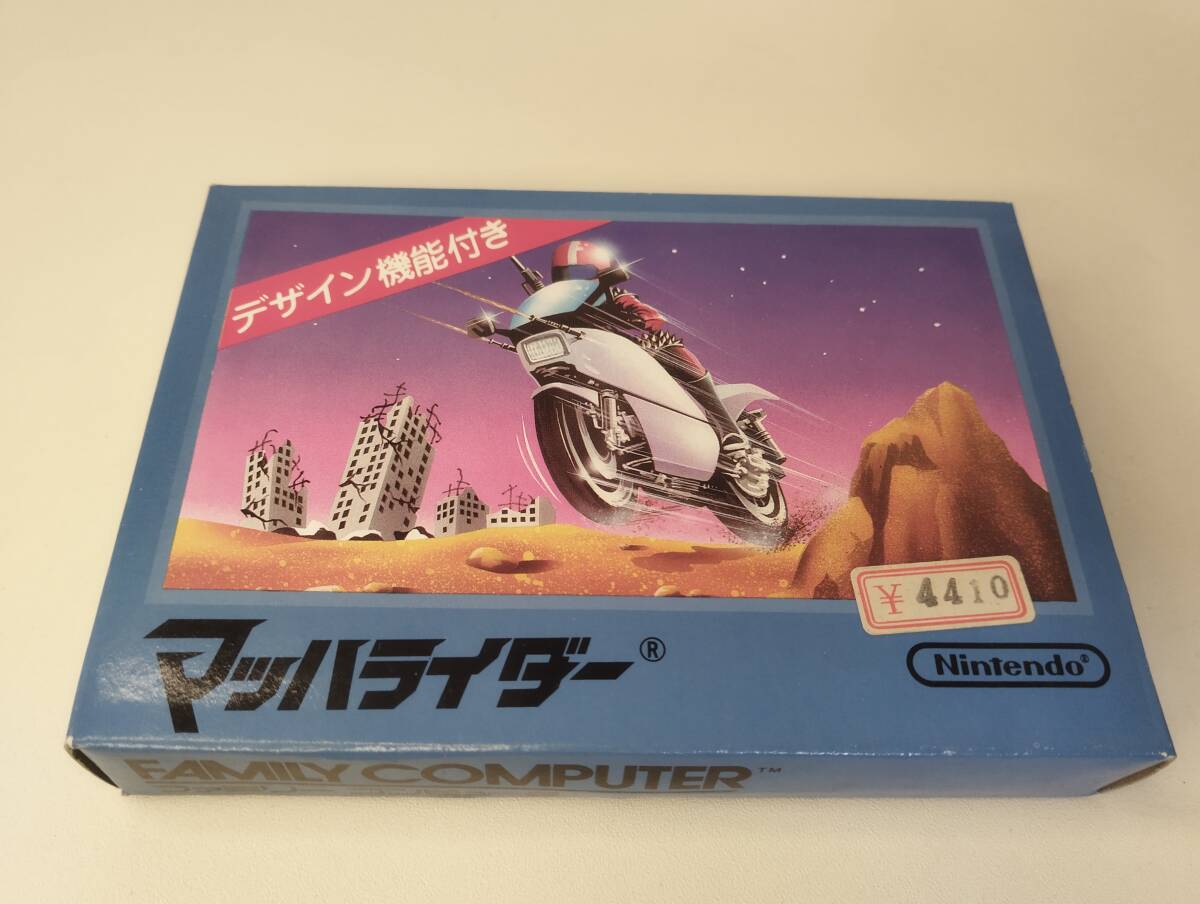 デザイン機能付き
¥ 4410
マッハライダー®
Nintendo®
FAMILY COMPUTER™